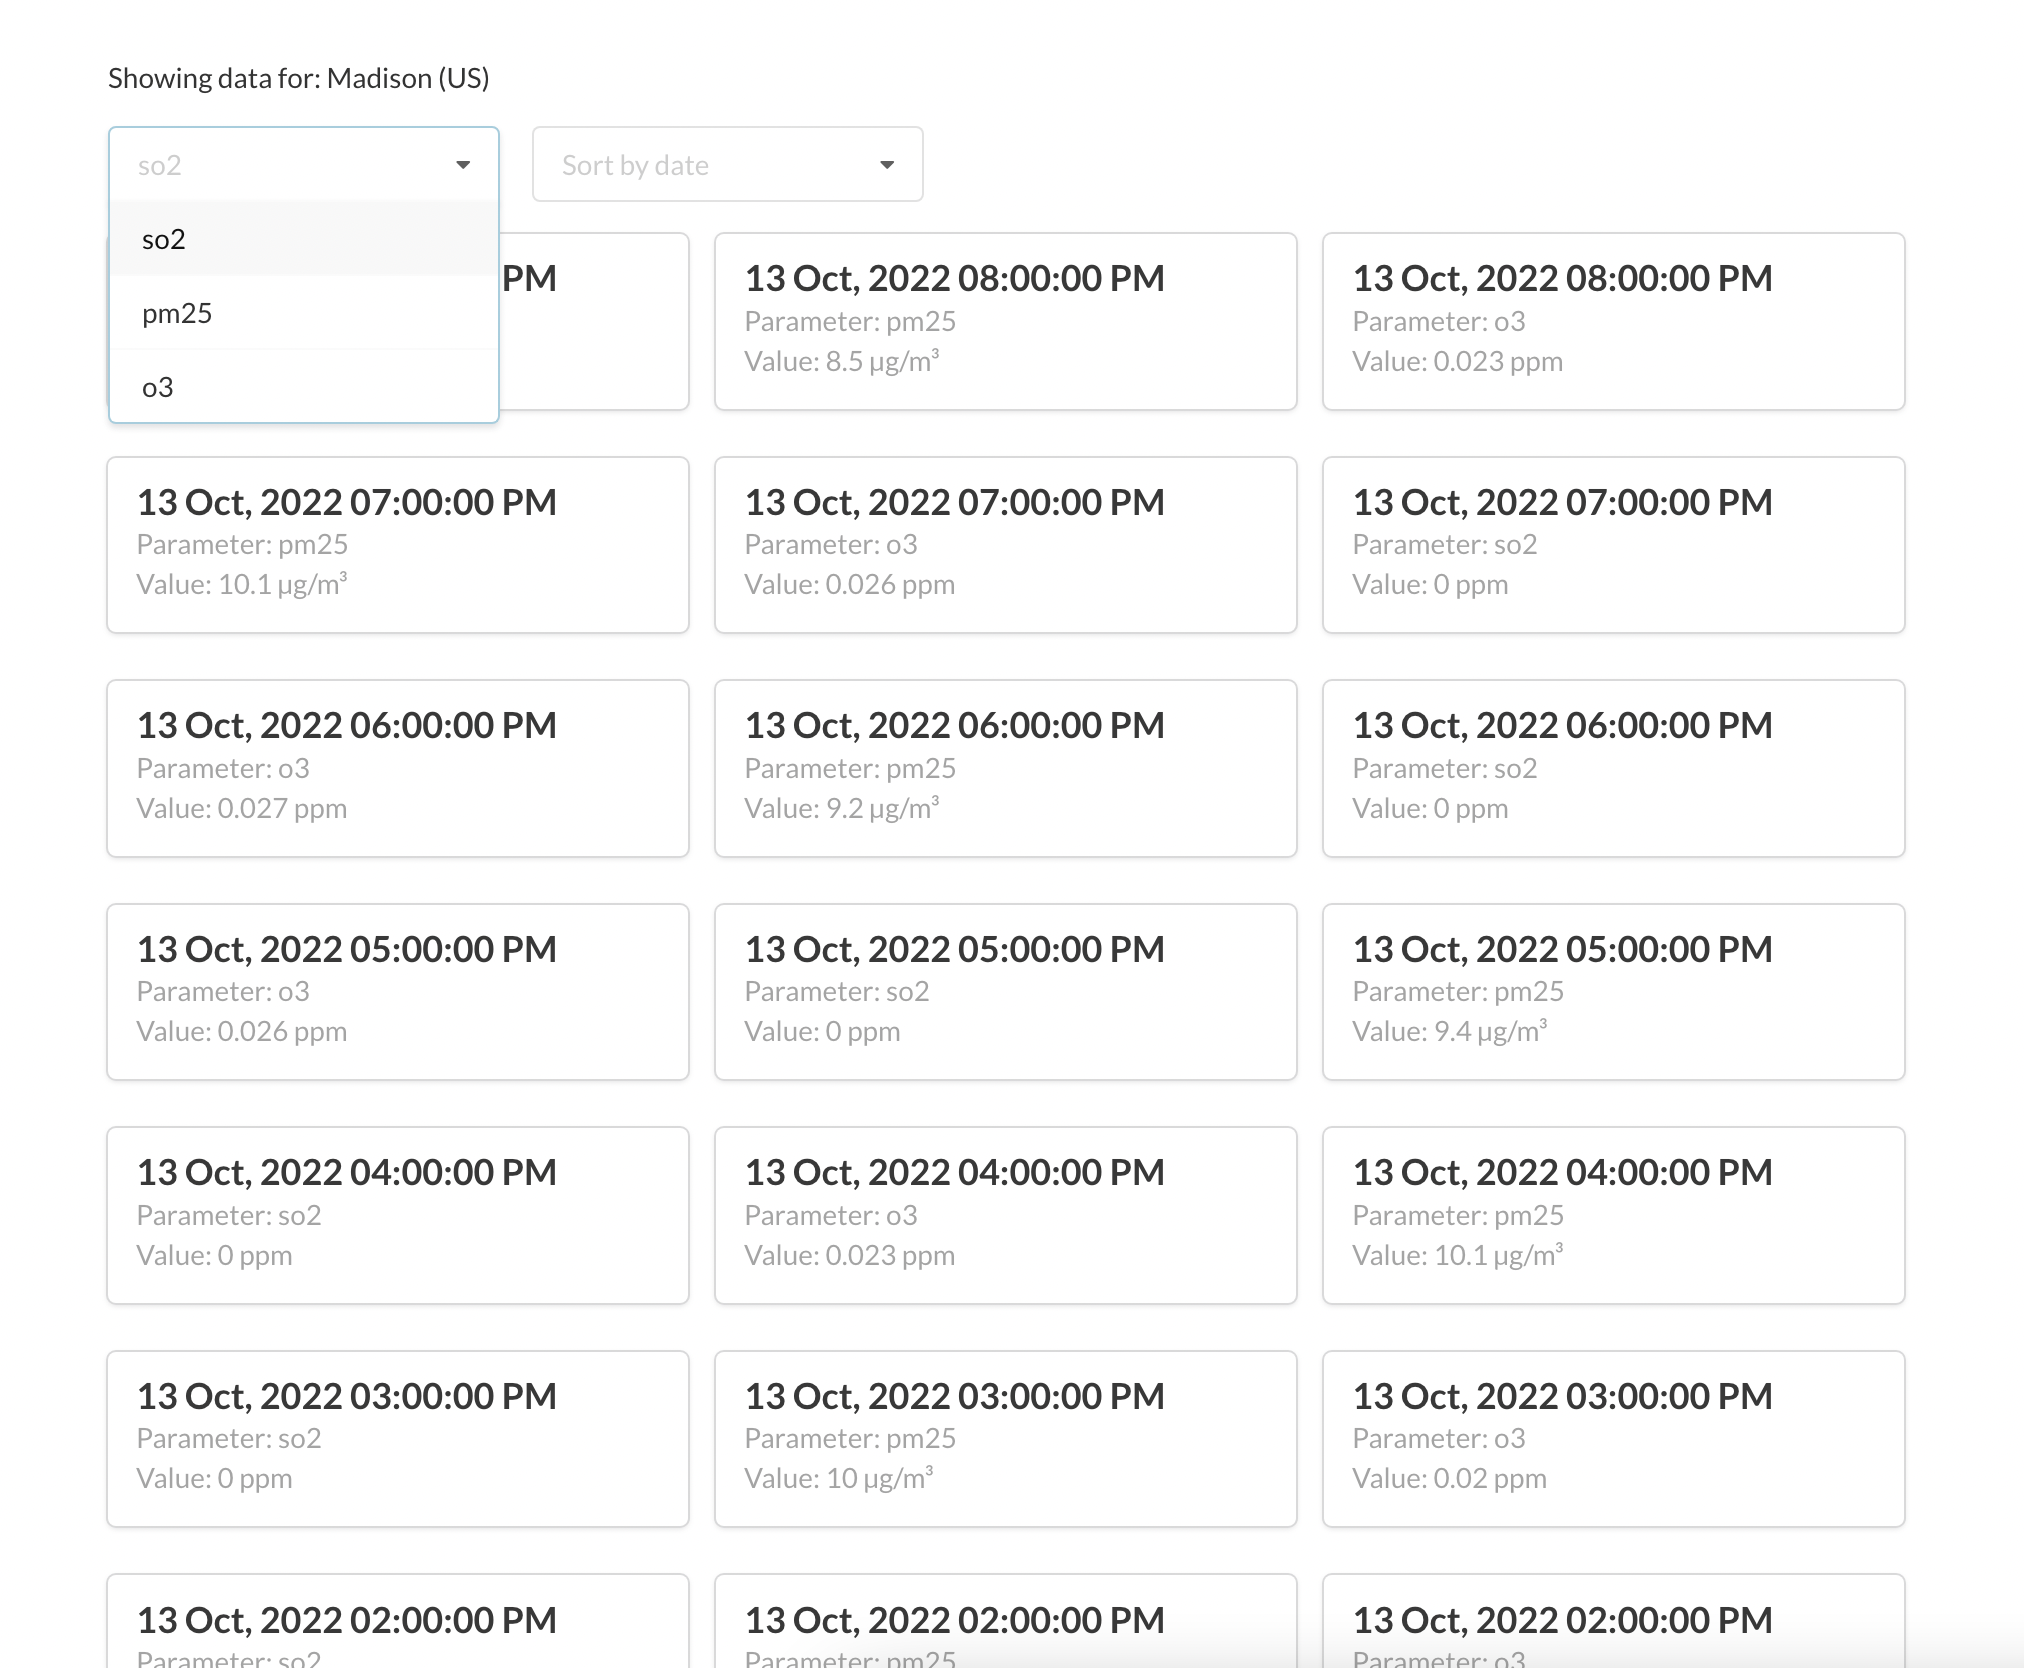 Showing data for: Madison (US)
so2
Sort by date
so2
pm25
o3
PM
13 Oct, 2022 08:00:00 PM
Parameter: pm25
Value: 8.5 µg/m³
13 Oct, 2022 08:00:00 PM
Parameter: o3
Value: 0.023 ppm
13 Oct, 2022 07:00:00 PM
Parameter: pm25
Value: 10.1 µg/m³
13 Oct, 2022 07:00:00 PM
Parameter: o3
Value: 0.026 ppm
13 Oct, 2022 07:00:00 PM
Parameter: so2
Value: 0 ppm
13 Oct, 2022 06:00:00 PM
Parameter: o3
Value: 0.027 ppm
13 Oct, 2022 06:00:00 PM
Parameter: pm25
Value: 9.2 µg/m³
13 Oct, 2022 06:00:00 PM
Parameter: so2
Value: 0 ppm
13 Oct, 2022 05:00:00 PM
Parameter: o3
Value: 0.026 ppm
13 Oct, 2022 05:00:00 PM
Parameter: so2
Value: 0 ppm
13 Oct, 2022 05:00:00 PM
Parameter: pm25
Value: 9.4 µg/m³
13 Oct, 2022 04:00:00 PM
Parameter: so2
Value: 0 ppm
13 Oct, 2022 04:00:00 PM
Parameter: o3
Value: 0.023 ppm
13 Oct, 2022 04:00:00 PM
Parameter: pm25
Value: 10.1 µg/m³
13 Oct, 2022 03:00:00 PM
Parameter: so2
Value: 0 ppm
13 Oct, 2022 03:00:00 PM
Parameter: pm25
Value: 10 µg/m³
13 Oct, 2022 03:00:00 PM
Parameter: o3
Value: 0.02 ppm
13 Oct, 2022 02:00:00 PM
Parameter: so2
13 Oct, 2022 02:00:00 PM
Parameter: pm25
13 Oct, 2022 02:00:00 PM
Parameter: o3